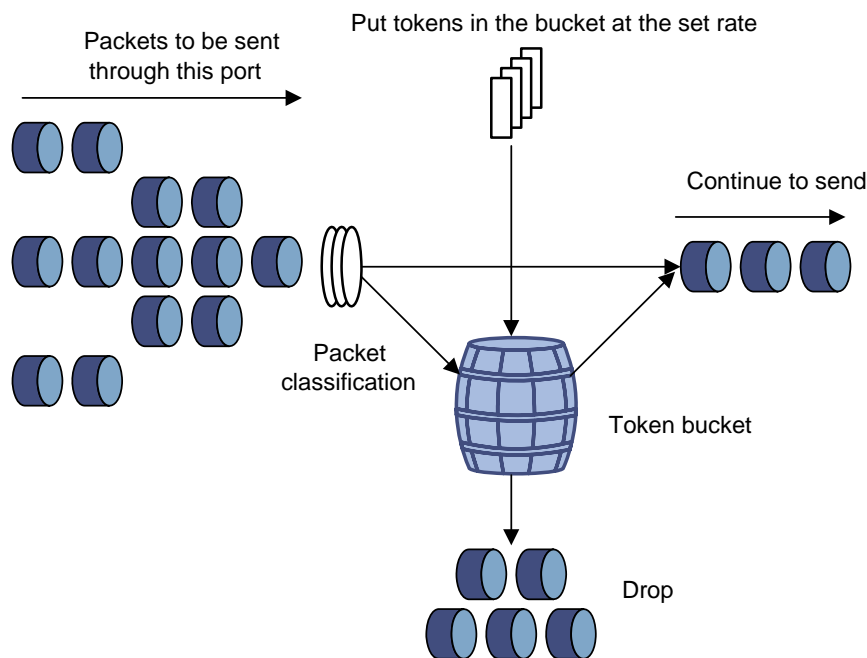 Packets to be sent
through this port
Put tokens in the bucket at the set rate
Continue to send
Packet
classification
Token bucket
Drop